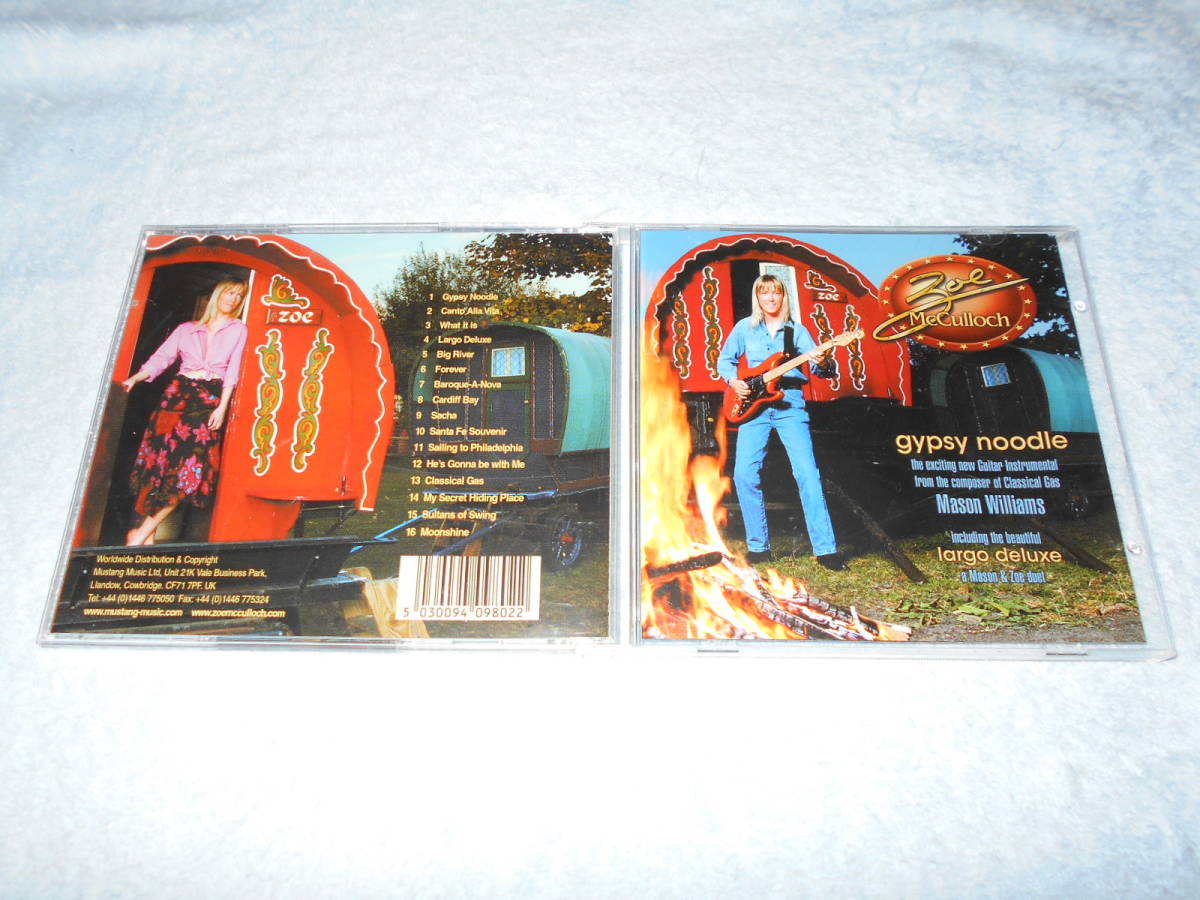 zoe
1 Gypsy Noodle
2 Canto'Alla Vita
3 What it is
4 Largo Deluxe
5 Big River
6 Forever
7 Baroque-A-Nova
8 Cardiff Bay
9 Sacha
10 Santa Fe Souvenir
11 Sailing to Philadelphia
12 He's Gonna be with Me
13 Classical Gas
14 My Secret Hiding Place
15 Sultans of Swing
16 Moonshine
Worldwide Distribution & Copyright
Mustang Music Ltd, Unit 21K Vale Business Park,
Llandow, Cowbridge. CF71 7PF. UK
Tel: +44 (0)1446 775050 Fax: +44 (0)1446 775324
www.mustang-music.com www.zoemcculloch.com
5 030094 098022
zoe
Zoë
McCulloch
gypsy noodle
the exciting new Guitar Instrumental
from the composer of Classical Gas
Mason Williams
including the beautiful
largo deluxe
a Mason & Zoe duet